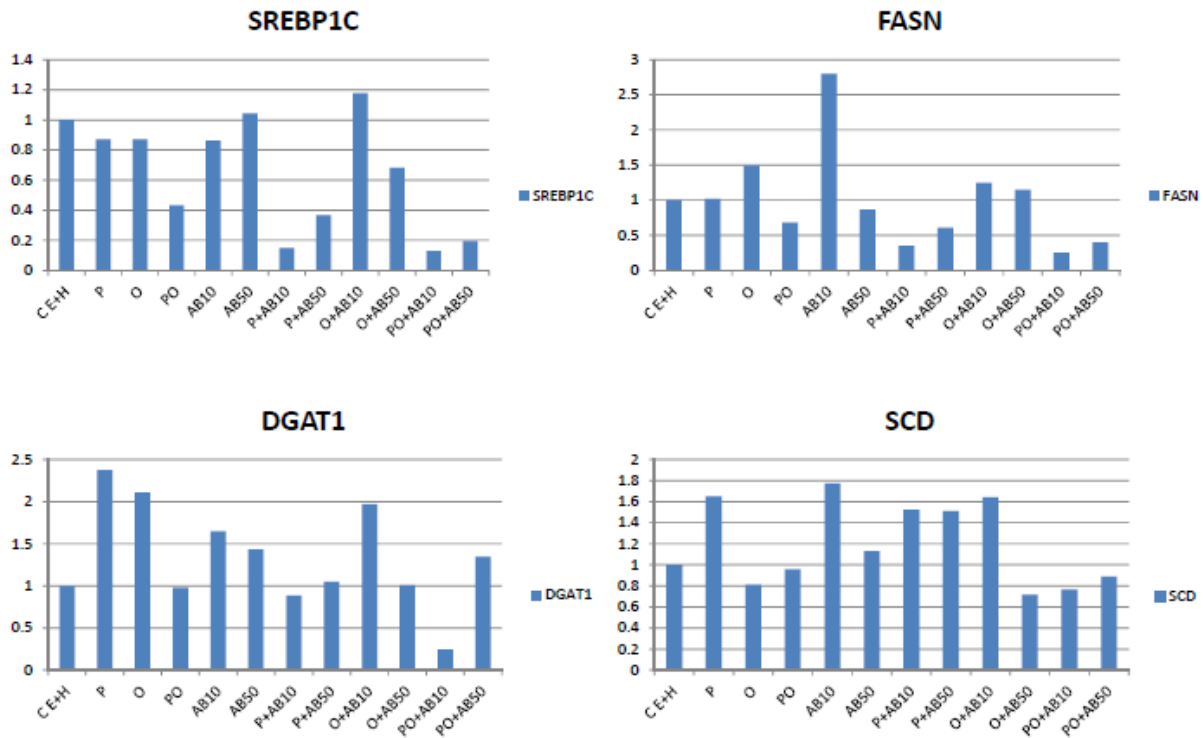 SREBP1C
1.4
1.2
1
0.8
0.6
0.4
0.2
0
C E+H P O PO AB10 AB50 P+AB10 P+AB50 O+AB10 O+AB50 PO+AB10 PO+AB50
SREBP1C
FASN
3
2.5
2
1.5
1
0.5
0
C E+H P O PO AB10 AB50 P+AB10 P+AB50 O+AB10 O+AB50 PO+AB10 PO+AB50
FASN
DGAT1
2.5
2
1.5
1
0.5
0
C E+H P O PO AB10 AB50 P+AB10 P+AB50 O+AB10 O+AB50 PO+AB10 PO+AB50
DGAT1
SCD
2
1.8
1.6
1.4
1.2
1
0.8
0.6
0.4
0.2
0
C E+H P O PO AB10 AB50 P+AB10 P+AB50 O+AB10 O+AB50 PO+AB10 PO+AB50
SCD